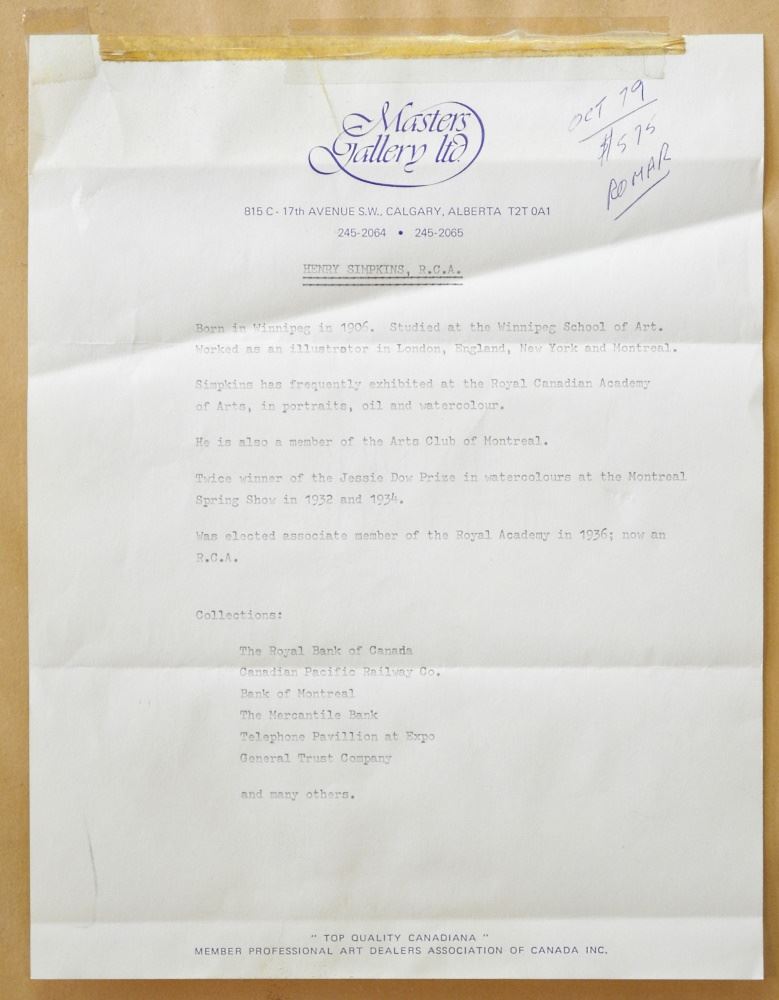 Masters
Gallery ltd.
OCT 79
$575
ROMAR
815 C - 17th AVENUE S.W., CALGARY, ALBERTA T2T 0A1
245-2064 • 245-2065
HENRY SIMPKINS, R.C.A.
Born in Winnipeg in 1906. Studied at the Winnipeg School of Art.
Worked as an illustrator in London, England, New York and Montreal.
Simpkins has frequently exhibited at the Royal Canadian Academy
of Arts, in portraits, oil and watercolour.
He is also a member of the Arts Club of Montreal.
Twice winner of the Jessie Dow Prize in watercolours at the Montreal
Spring Show in 1932 and 1934.
Was elected associate member of the Royal Academy in 1936; now an
R.C.A.
Collections:
The Royal Bank of Canada
Canadian Pacific Railway Co.
Bank of Montreal
The Mercantile Bank
Telephone Pavillion at Expo
General Trust Company
and many others.
" TOP QUALITY CANADIANA "
MEMBER PROFESSIONAL ART DEALERS ASSOCIATION OF CANADA INC.